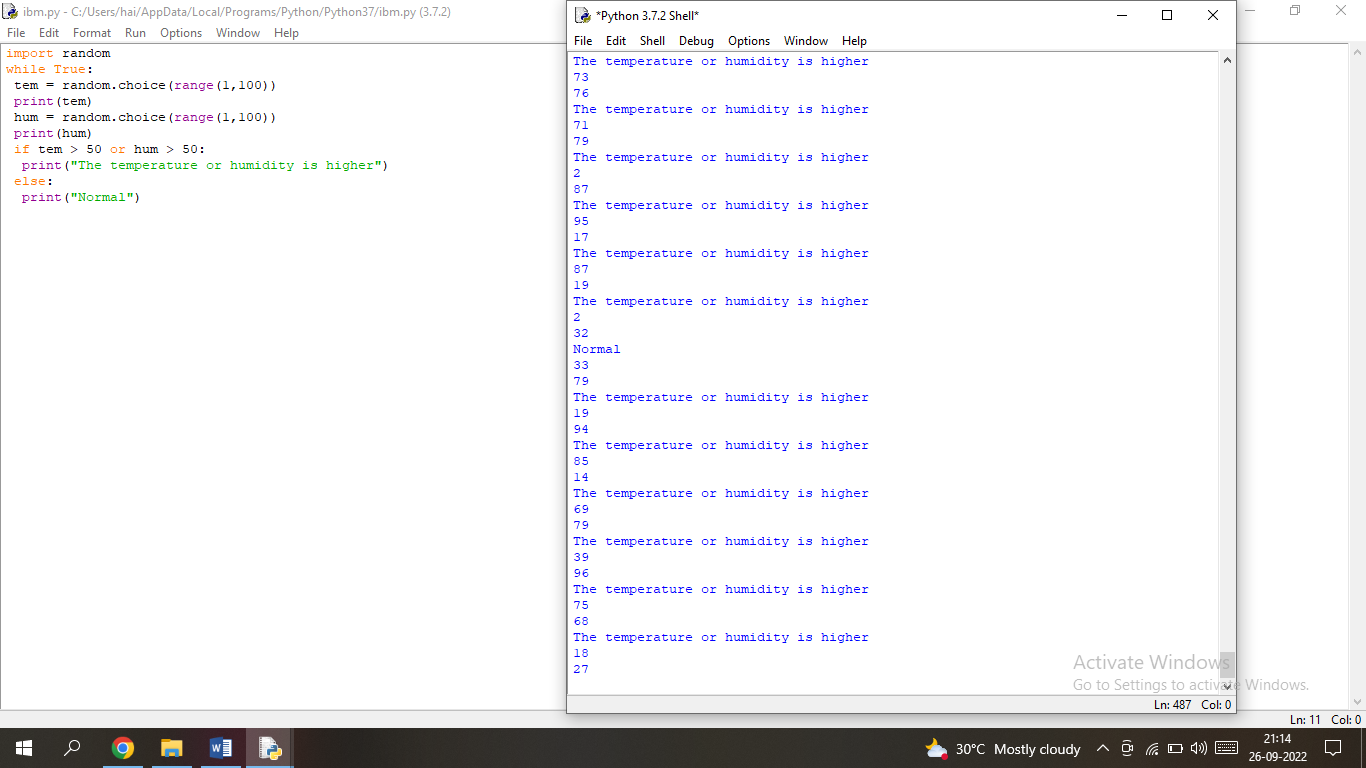 ibm.py - C:/Users/hai/AppData/Local/Programs/Python/Python37/ibm.py (3.7.2)
File Edit Format Run Options Window Help
import random
while True:
 tem = random.choice(range(1,100))
 print(tem)
 hum = random.choice(range(1,100))
 print(hum)
 if tem > 50 or hum > 50:
  print("The temperature or humidity is higher")
 else:
  print("Normal")
*Python 3.7.2 Shell*
File Edit Shell Debug Options Window Help
The temperature or humidity is higher
73
76
The temperature or humidity is higher
71
79
The temperature or humidity is higher
2
87
The temperature or humidity is higher
95
17
The temperature or humidity is higher
87
19
The temperature or humidity is higher
2
32
Normal
33
79
The temperature or humidity is higher
19
94
The temperature or humidity is higher
85
14
The temperature or humidity is higher
69
79
The temperature or humidity is higher
39
96
The temperature or humidity is higher
75
68
The temperature or humidity is higher
18
27
Activate Windows
Go to Settings to activate Windows.
Ln: 487 Col: 0
Ln: 11 Col: 0
30°C Mostly cloudy
21:14
26-09-2022